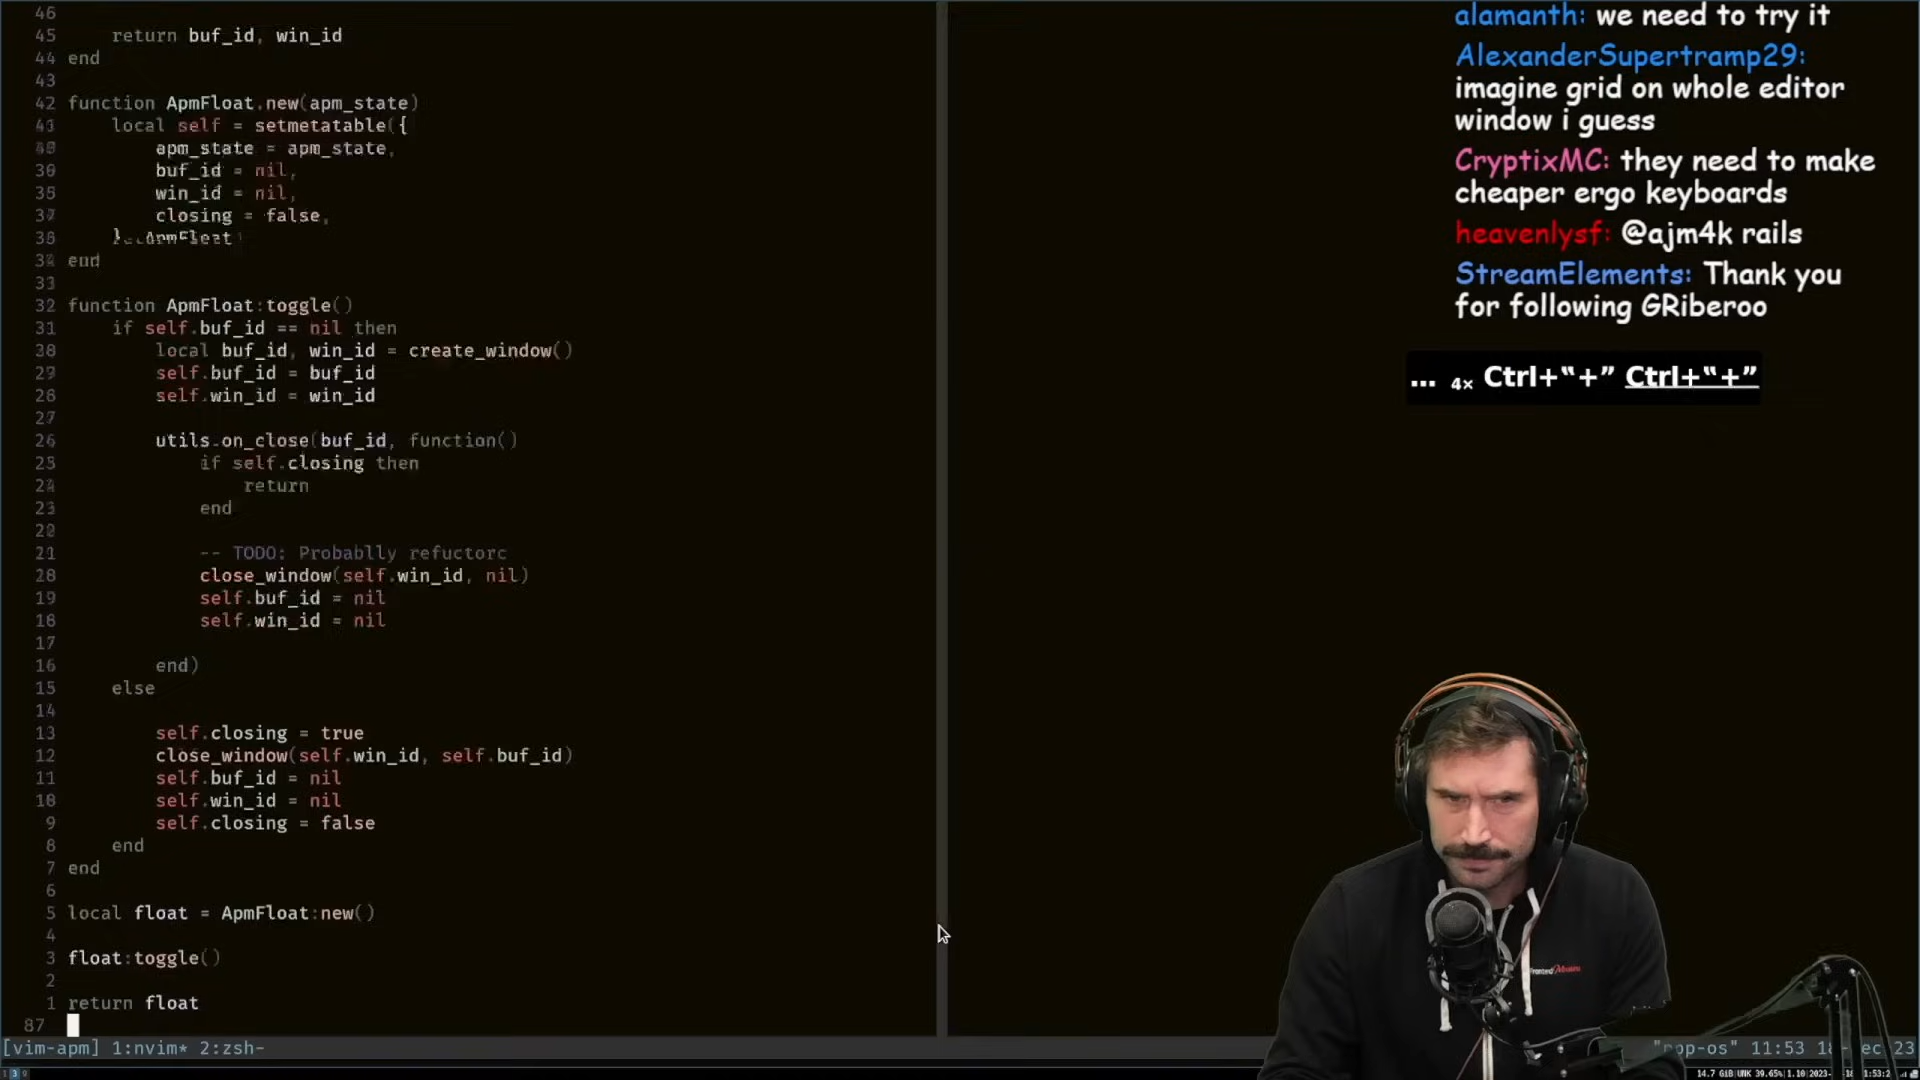 46
45 return buf_id, win_id
44 end
43
42 function ApmFloat.new(apm_state)
local self = setmetatable({
apm_state = apm_state,
buf_id = nil,
win_id = nil,
closing = false,
}, ApmFloat)
end
33
32 function ApmFloat:toggle()
31 if self.buf_id == nil then
30 local buf_id, win_id = create_window()
29 self.buf_id = buf_id
28 self.win_id = win_id
27
26 utils.on_close(buf_id, function()
25 if self.closing then
24 return
23 end
22
21 -- TODO: Probablly refuctorc
20 close_window(self.win_id, nil)
19 self.buf_id = nil
18 self.win_id = nil
17
16 end)
15 else
14
13 self.closing = true
12 close_window(self.win_id, self.buf_id)
11 self.buf_id = nil
10 self.win_id = nil
9 self.closing = false
8 end
7 end
6
5 local float = ApmFloat:new()
4
3 float:toggle()
2
1 return float
87
[vim-apm] 1:nvim* 2:zsh-
"pop-os" 11:53
alamanth: we need to try it
AlexanderSupertramp29:
imagine grid on whole editor
window i guess
CryptixMC: they need to make
cheaper ergo keyboards
heavenlysf: @ajm4k rails
StreamElements: Thank you
for following GRiberoo
... 4× Ctrl+“+” Ctrl+“+”